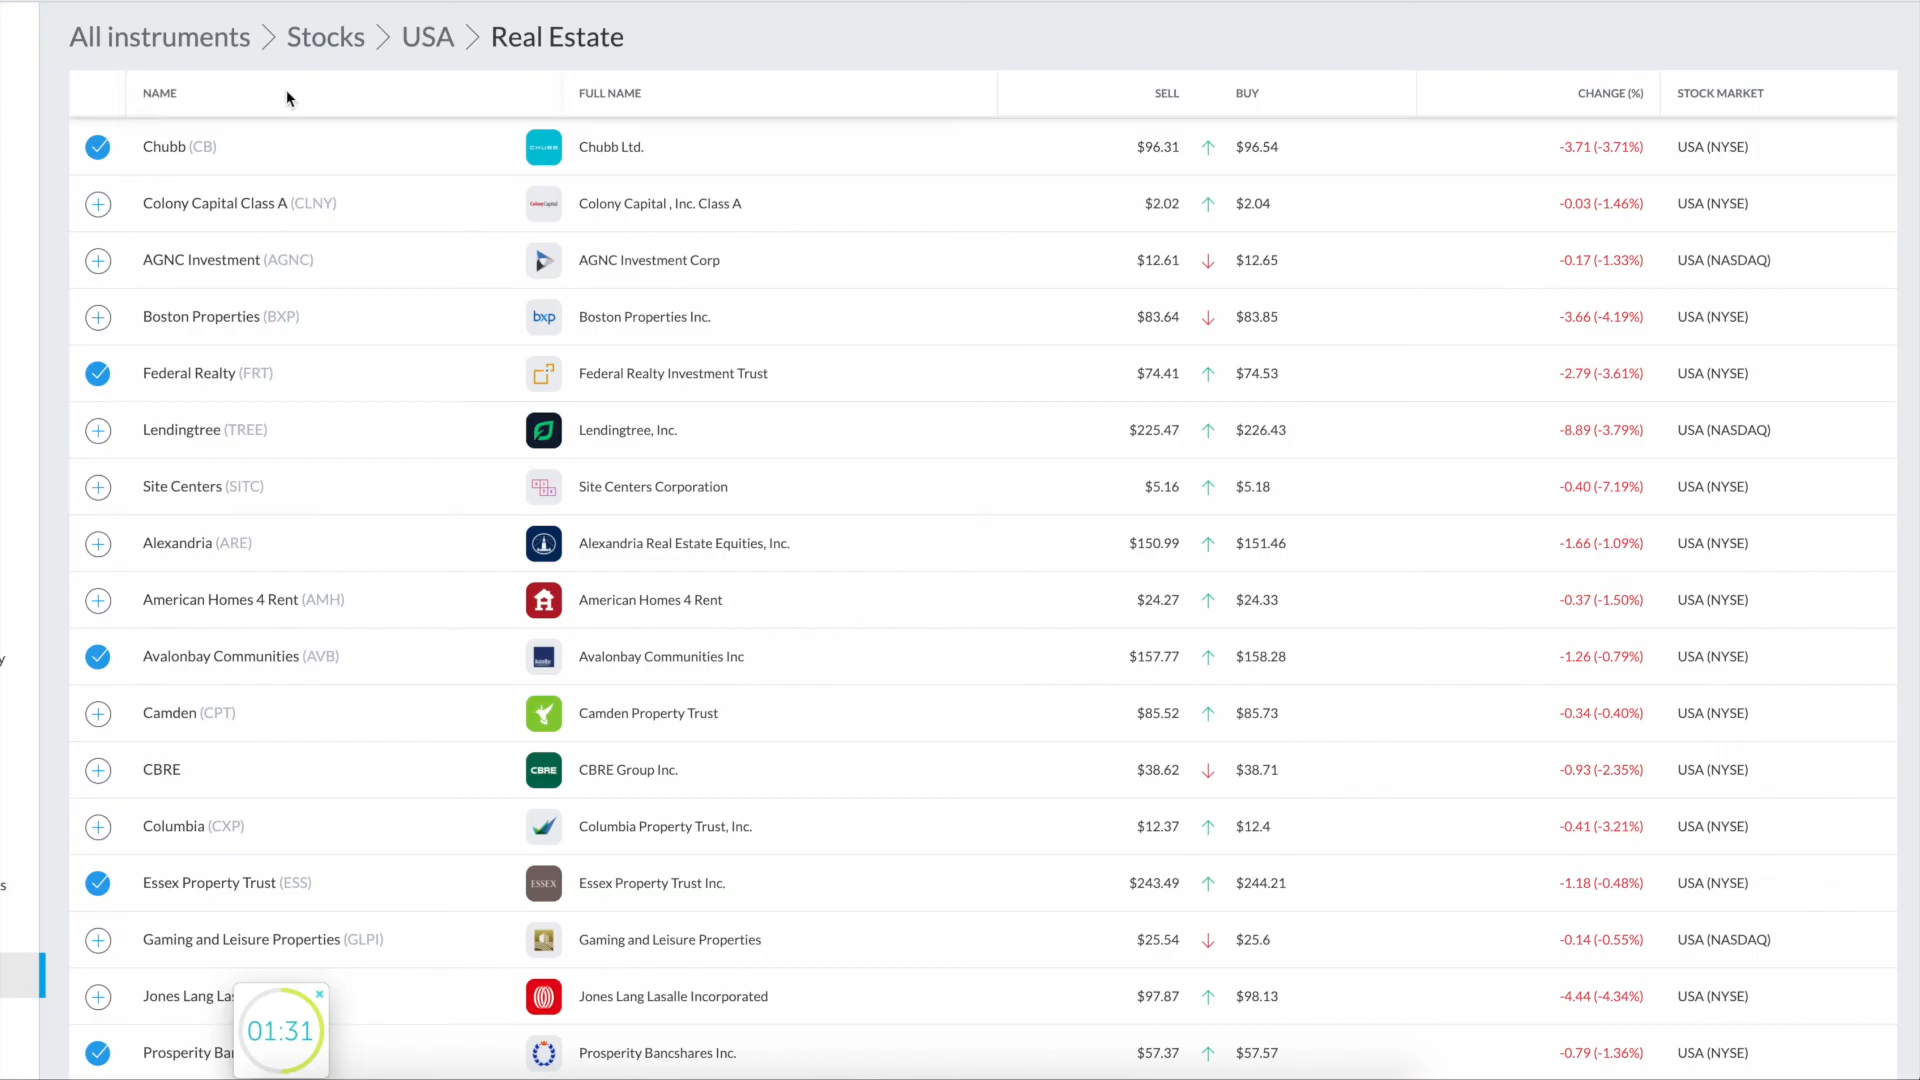 All instruments > Stocks > USA > Real Estate
NAME FULL NAME SELL BUY CHANGE (%) STOCK MARKET
Chubb (CB) CHUBB Chubb Ltd. $96.31 ↑ $96.54 -3.71 (-3.71%) USA (NYSE)
Colony Capital Class A (CLNY) Colony Capital Colony Capital , Inc. Class A $2.02 ↑ $2.04 -0.03 (-1.46%) USA (NYSE)
AGNC Investment (AGNC) AGNC Investment Corp $12.61 ↓ $12.65 -0.17 (-1.33%) USA (NASDAQ)
Boston Properties (BXP) bxp Boston Properties Inc. $83.64 ↓ $83.85 -3.66 (-4.19%) USA (NYSE)
Federal Realty (FRT) Federal Realty Investment Trust $74.41 ↑ $74.53 -2.79 (-3.61%) USA (NYSE)
Lendingtree (TREE) Lendingtree, Inc. $225.47 ↑ $226.43 -8.89 (-3.79%) USA (NASDAQ)
Site Centers (SITC) Site Centers Corporation $5.16 ↑ $5.18 -0.40 (-7.19%) USA (NYSE)
Alexandria (ARE) Alexandria Real Estate Equities, Inc. $150.99 ↑ $151.46 -1.66 (-1.09%) USA (NYSE)
American Homes 4 Rent (AMH) American Homes 4 Rent $24.27 ↑ $24.33 -0.37 (-1.50%) USA (NYSE)
y Avalonbay Communities (AVB) Avalonbay Communities Inc $157.77 ↑ $158.28 -1.26 (-0.79%) USA (NYSE)
Camden (CPT) Camden Property Trust $85.52 ↑ $85.73 -0.34 (-0.40%) USA (NYSE)
CBRE CBRE CBRE Group Inc. $38.62 ↓ $38.71 -0.93 (-2.35%) USA (NYSE)
Columbia (CXP) Columbia Property Trust, Inc. $12.37 ↑ $12.4 -0.41 (-3.21%) USA (NYSE)
s Essex Property Trust (ESS) ESSEX Essex Property Trust Inc. $243.49 ↑ $244.21 -1.18 (-0.48%) USA (NYSE)
Gaming and Leisure Properties (GLPI) Gaming and Leisure Properties $25.54 ↓ $25.6 -0.14 (-0.55%) USA (NASDAQ)
Jones Lang Las Jones Lang Lasalle Incorporated $97.87 ↑ $98.13 -4.44 (-4.34%) USA (NYSE)
01:31
Prosperity Ba Prosperity Bancshares Inc. $57.37 ↑ $57.57 -0.79 (-1.36%) USA (NYSE)